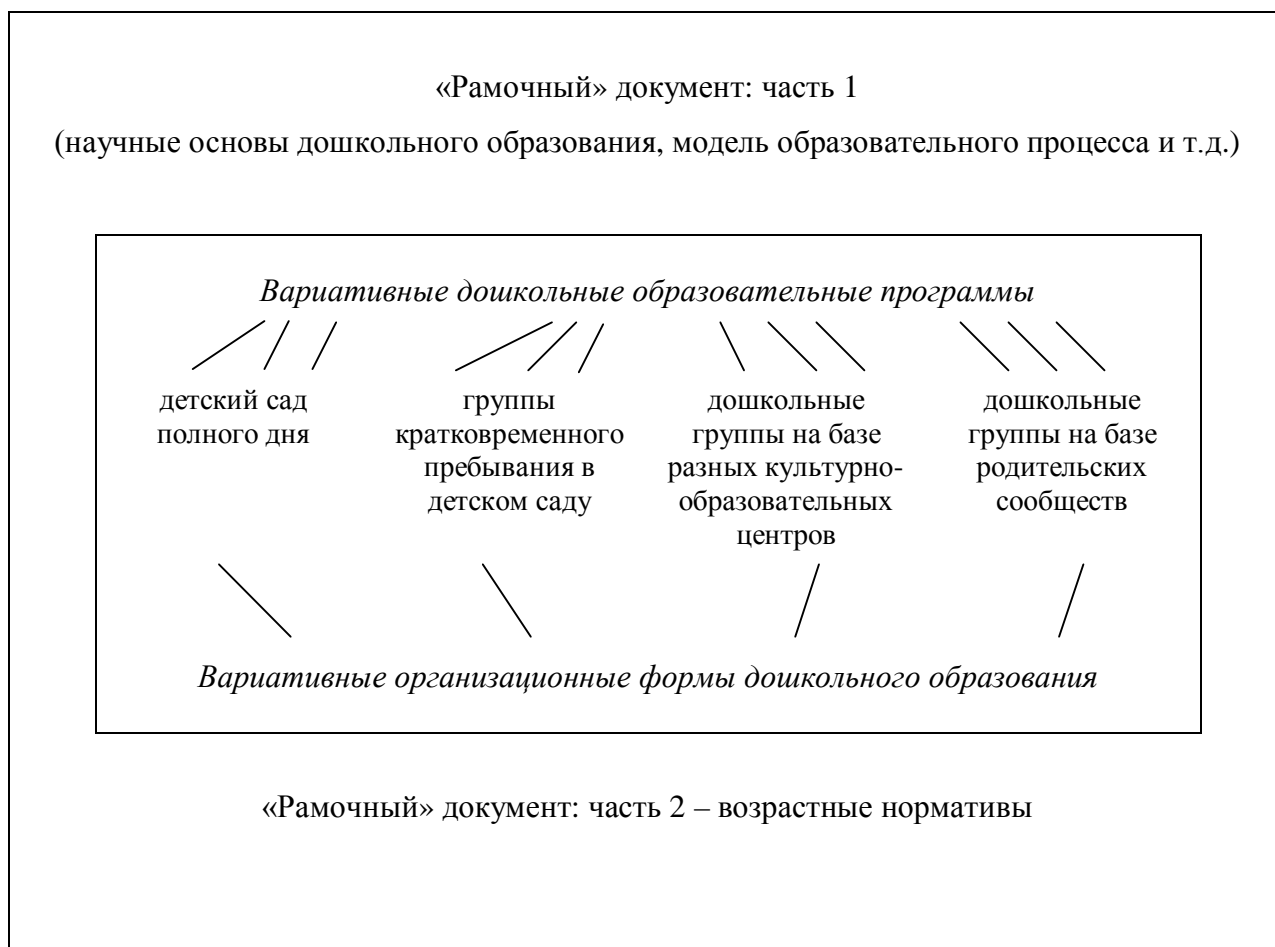 «Рамочный» документ: часть 1
(научные основы дошкольного образования, модель образовательного процесса и т.д.)
Вариативные дошкольные образовательные программы
детский сад
полного дня
группы
кратковременного
пребывания в
детском саду
дошкольные
группы на базе
разных культурно-
образовательных
центров
дошкольные
группы на базе
родительских
сообществ
Вариативные организационные формы дошкольного образования
«Рамочный» документ: часть 2 – возрастные нормативы